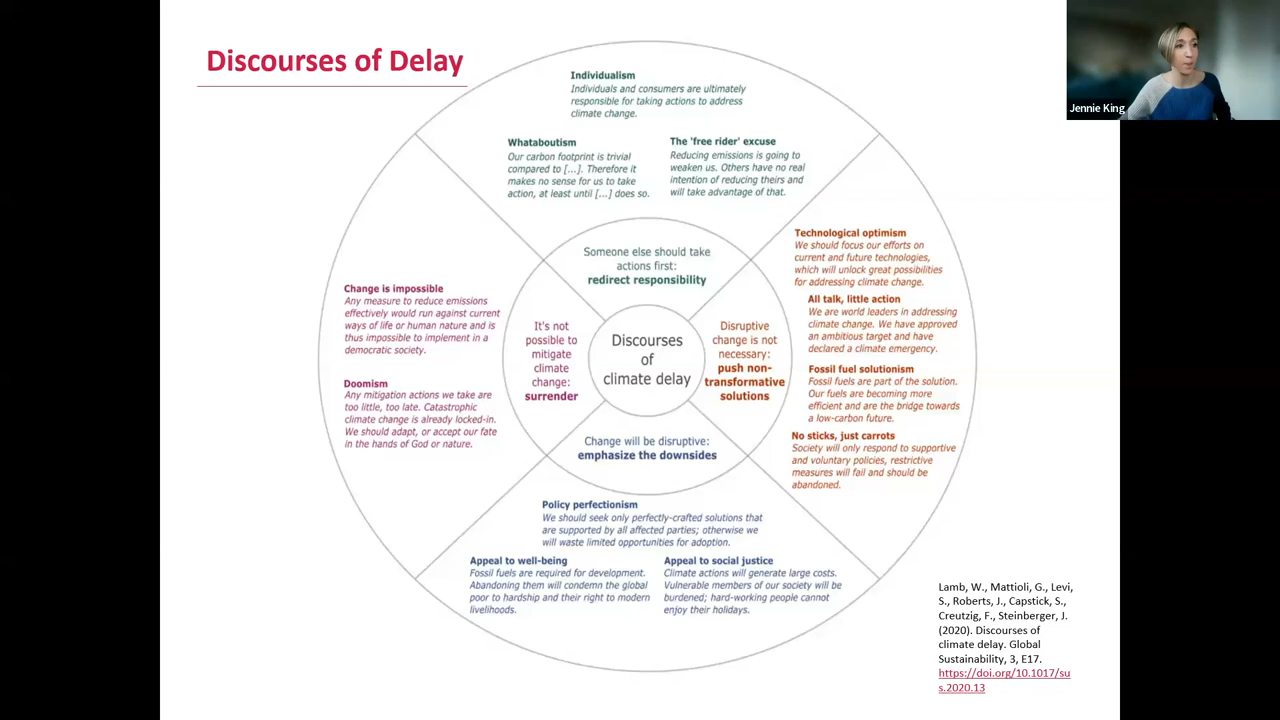 Discourses of Delay
Jennie King
Individualism
Individuals and consumers are ultimately
responsible for taking actions to address
climate change.
Whataboutism
Our carbon footprint is trivial
compared to [...]. Therefore it
makes no sense for us to take
action, at least until [...] does so.
The 'free rider' excuse
Reducing emissions is going to
weaken us. Others have no real
intention of reducing theirs and
will take advantage of that.
Someone else should take
actions first:
redirect responsibility
Technological optimism
We should focus our efforts on
current and future technologies,
which will unlock great possibilities
for addressing climate change.
All talk, little action
We are world leaders in addressing
climate change. We have approved
an ambitious target and have
declared a climate emergency.
Fossil fuel solutionism
Fossil fuels are part of the solution.
Our fuels are becoming more
efficient and are the bridge towards
a low-carbon future.
No sticks, just carrots
Society will only respond to supportive
and voluntary policies, restrictive
measures will fail and should be
abandoned.
Disruptive
change is not
necessary:
push non-
transformative
solutions
Discourses
of
climate delay
It's not
possible to
mitigate
climate
change:
surrender
Change is impossible
Any measure to reduce emissions
effectively would run against current
ways of life or human nature and is
thus impossible to implement in a
democratic society.
Doomism
Any mitigation actions we take are
too little, too late. Catastrophic
climate change is already locked-in.
We should adapt, or accept our fate
in the hands of God or nature.
Change will be disruptive:
emphasize the downsides
Policy perfectionism
We should seek only perfectly-crafted solutions that
are supported by all affected parties; otherwise we
will waste limited opportunities for adoption.
Appeal to well-being
Fossil fuels are required for development.
Abandoning them will condemn the global
poor to hardship and their right to modern
livelihoods.
Appeal to social justice
Climate actions will generate large costs.
Vulnerable members of our society will be
burdened; hard-working people cannot
enjoy their holidays.
Lamb, W., Mattioli, G., Levi,
S., Roberts, J., Capstick, S.,
Creutzig, F., Steinberger, J.
(2020). Discourses of
climate delay. Global
Sustainability, 3, E17.
https://doi.org/10.1017/su
s.2020.13